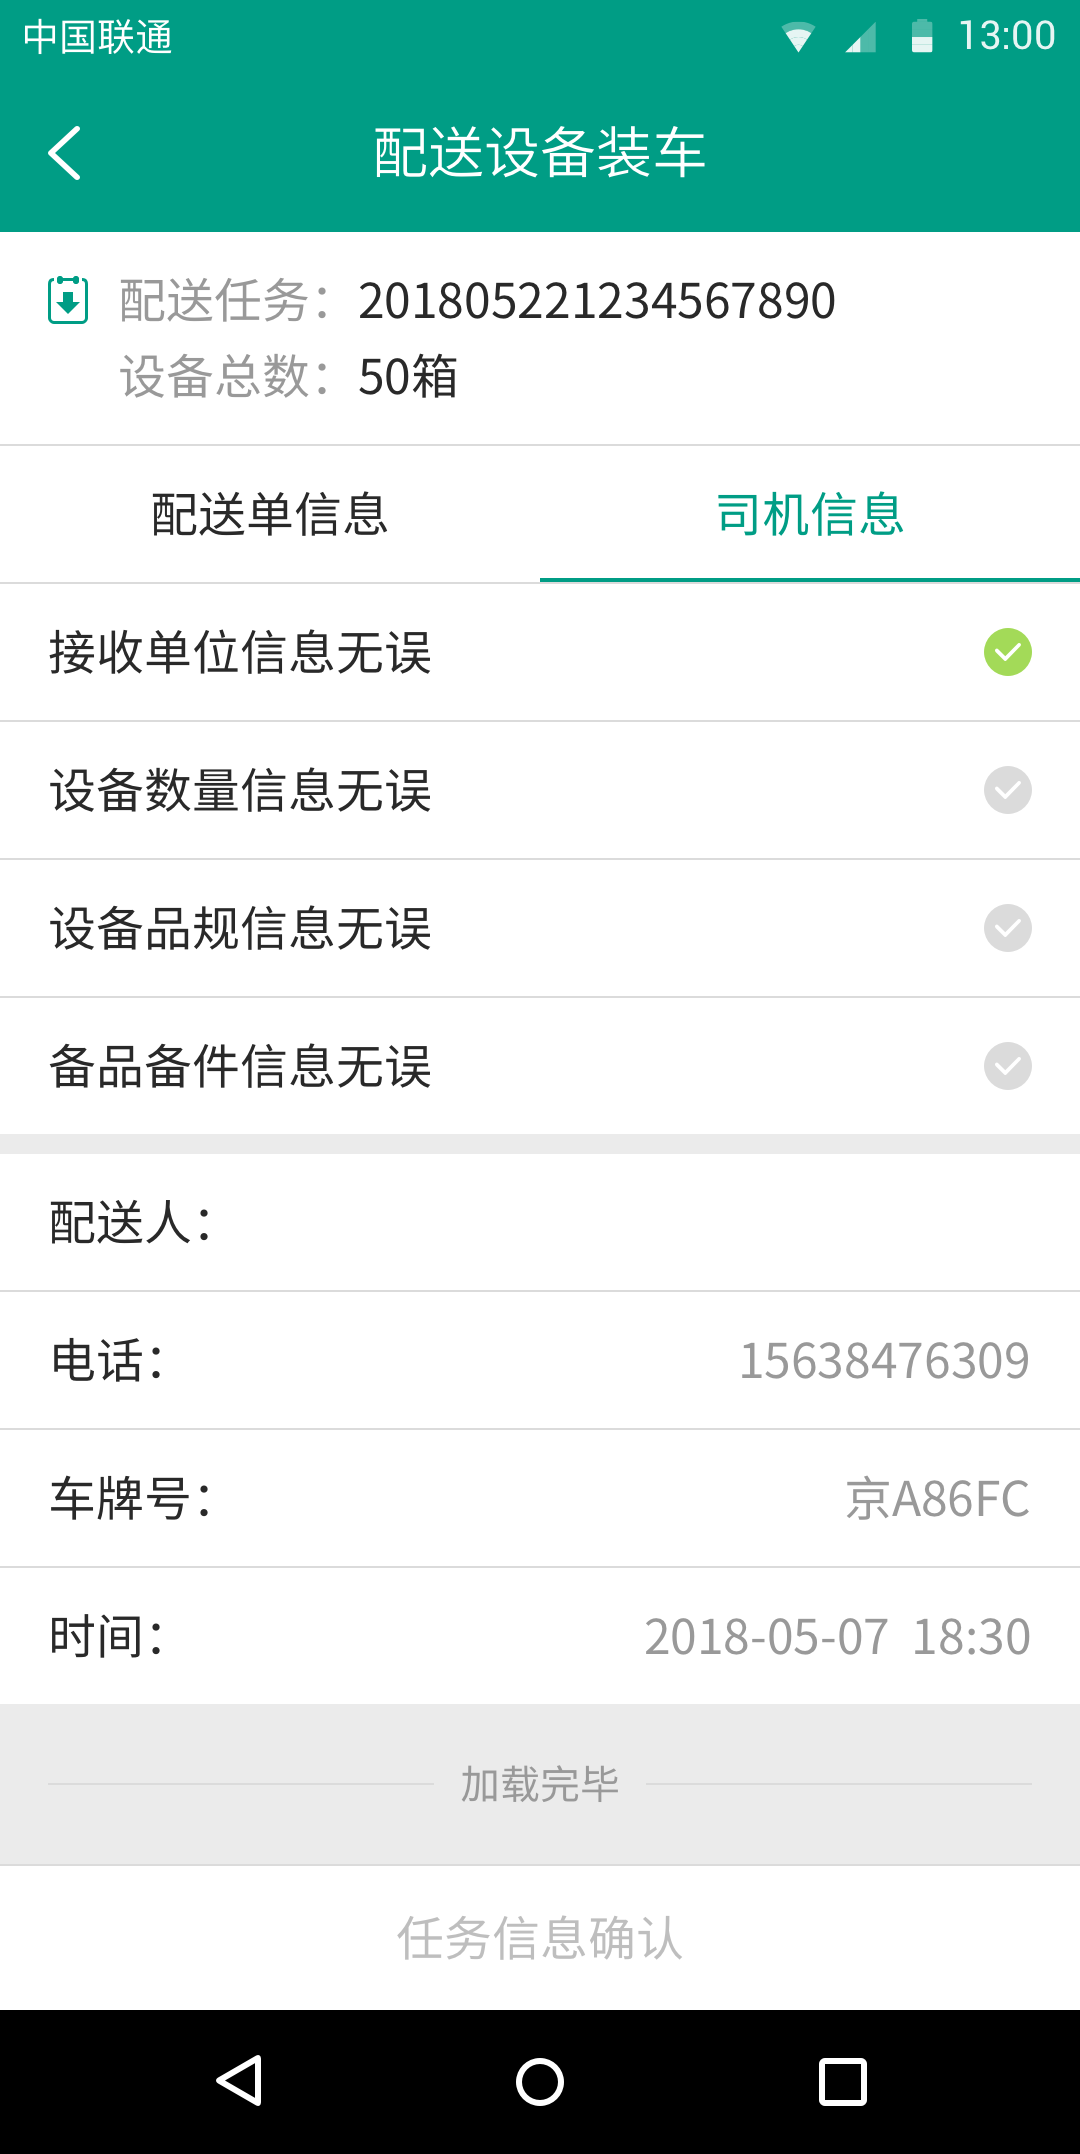 中国联通 13:00
配送设备装车
配送任务：201805221234567890
设备总数：50箱
配送单信息 司机信息
接收单位信息无误
设备数量信息无误
设备品规信息无误
备品备件信息无误
配送人：
电话： 15638476309
车牌号： 京A86FC
时间： 2018-05-07 18:30
加载完毕
任务信息确认